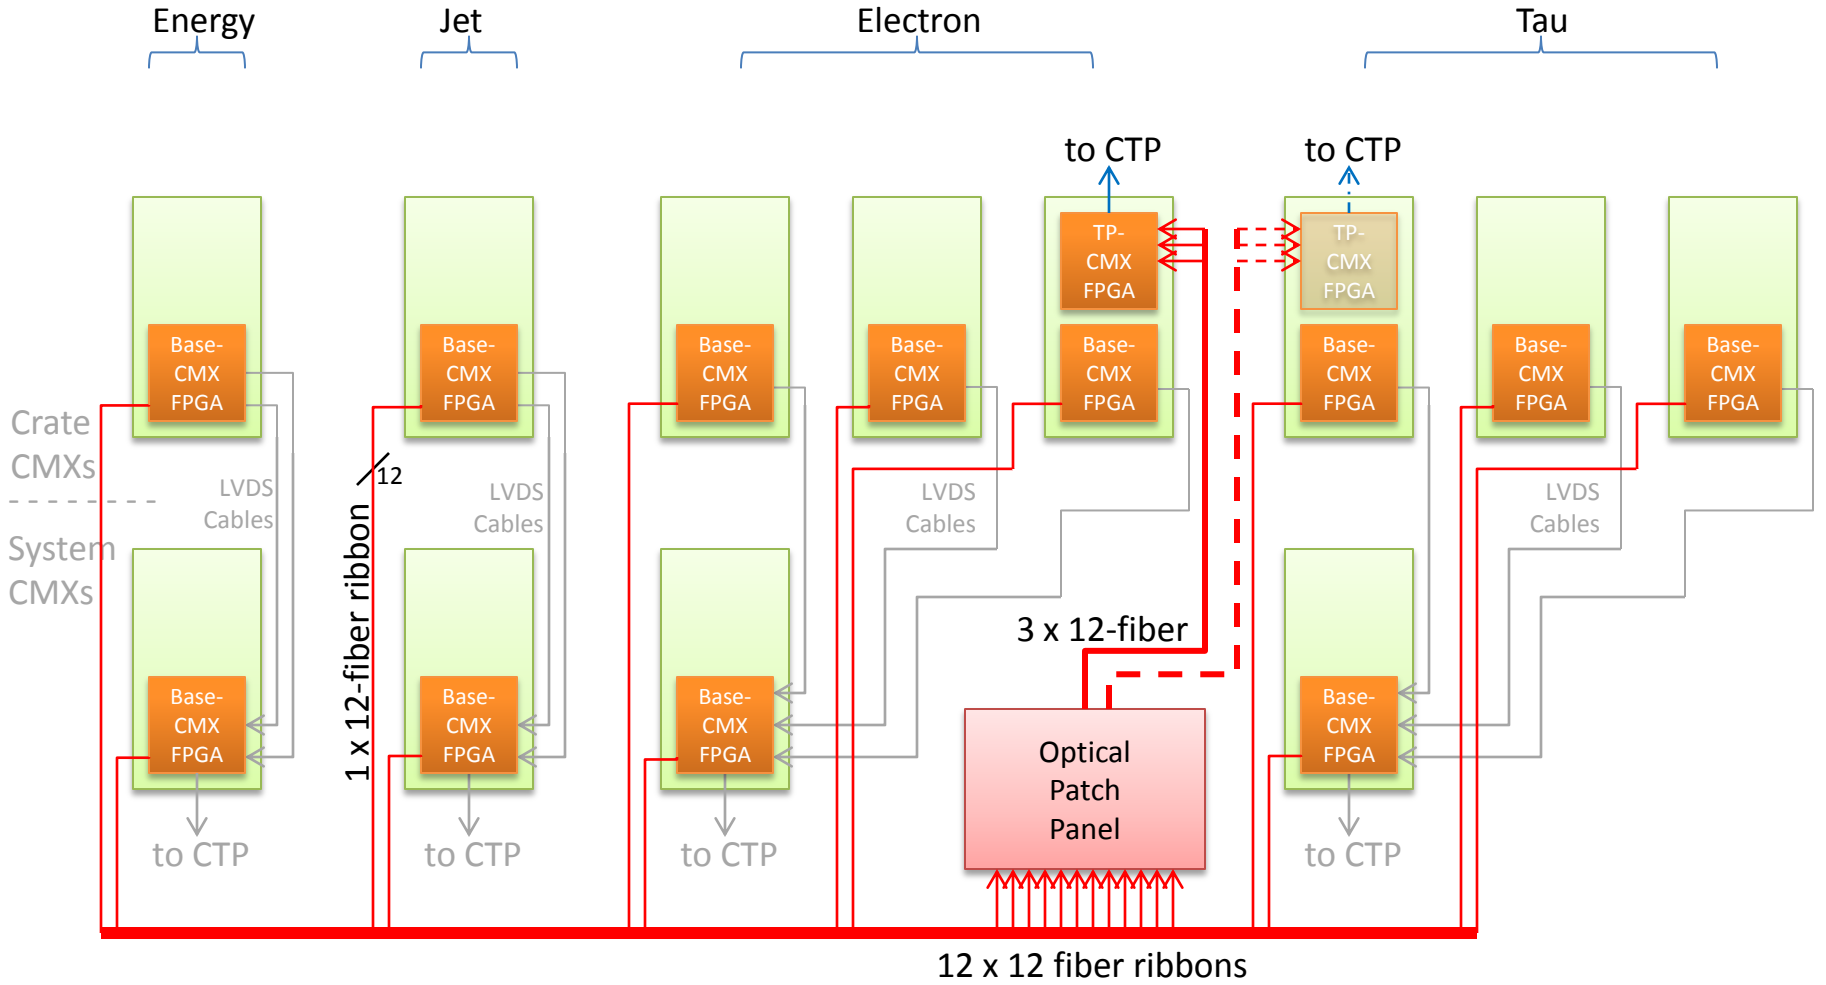 Energy
Jet
Electron
Tau
to CTP
to CTP
TP-
CMX
FPGA
TP-
CMX
FPGA
Base-
CMX
FPGA
Base-
CMX
FPGA
Base-
CMX
FPGA
Base-
CMX
FPGA
Base-
CMX
FPGA
Base-
CMX
FPGA
Base-
CMX
FPGA
Base-
CMX
FPGA
Crate
CMXs
System
CMXs
12
LVDS
Cables
LVDS
Cables
LVDS
Cables
LVDS
Cables
1 x 12-fiber ribbon
3 x 12-fiber
Base-
CMX
FPGA
Base-
CMX
FPGA
Base-
CMX
FPGA
Optical
Patch
Panel
Base-
CMX
FPGA
to CTP
to CTP
to CTP
to CTP
12 x 12 fiber ribbons